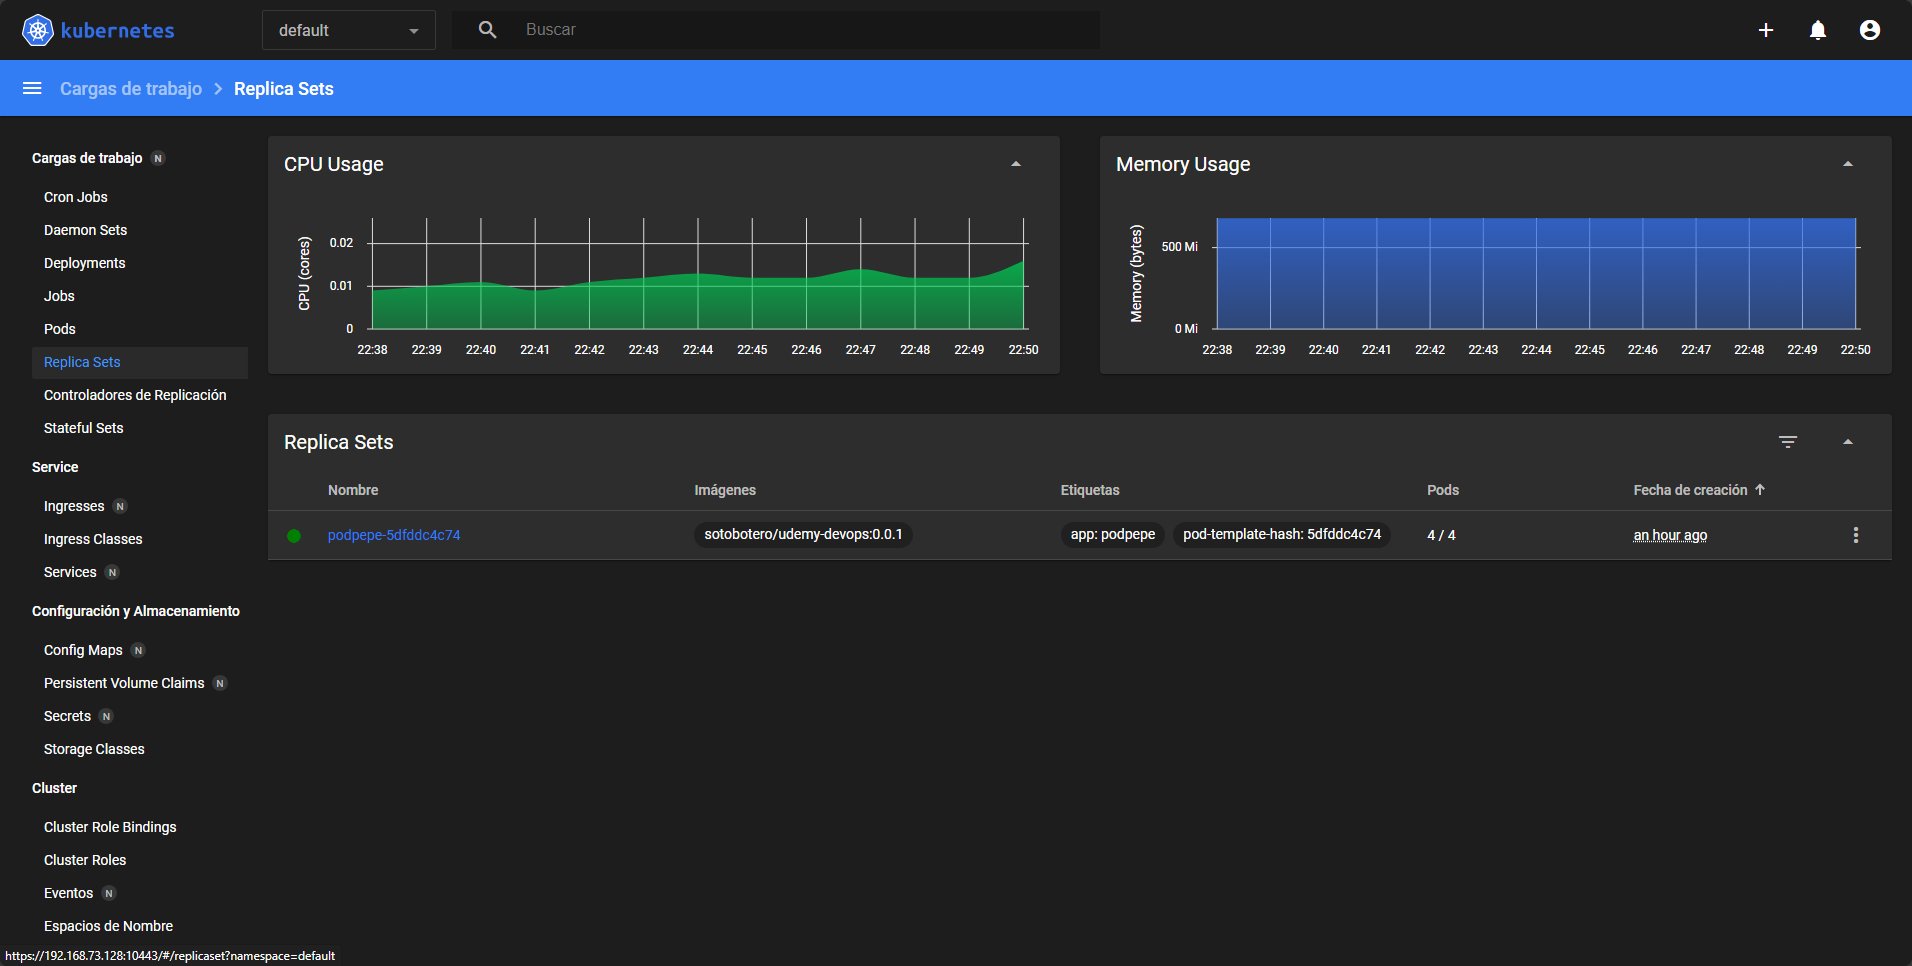 kubernetes
default
Buscar
Cargas de trabajo
Replica Sets
Cargas de trabajo N
Cron Jobs
Daemon Sets
Deployments
Jobs
Pods
Replica Sets
Controladores de Replicación
Stateful Sets
Service
Ingresses N
Ingress Classes
Services N
Configuración y Almacenamiento
Config Maps N
Persistent Volume Claims N
Secrets N
Storage Classes
Cluster
Cluster Role Bindings
Cluster Roles
Eventos N
Espacios de Nombre
CPU Usage
CPU (cores)
0.02
0.01
0
22:38 22:39 22:40 22:41 22:42 22:43 22:44 22:45 22:46 22:47 22:48 22:49 22:50
Memory Usage
Memory (bytes)
500 Mi
0 Mi
22:38 22:39 22:40 22:41 22:42 22:43 22:44 22:45 22:46 22:47 22:48 22:49 22:50
Replica Sets
Nombre Imágenes Etiquetas Pods Fecha de creación
podpepe-5dfddc4c74 sotobotero/udemy-devops:0.0.1 app: podpepe pod-template-hash: 5dfddc4c74 4 / 4 an hour ago
https://192.168.73.128:10443/#/replicaset?namespace=default